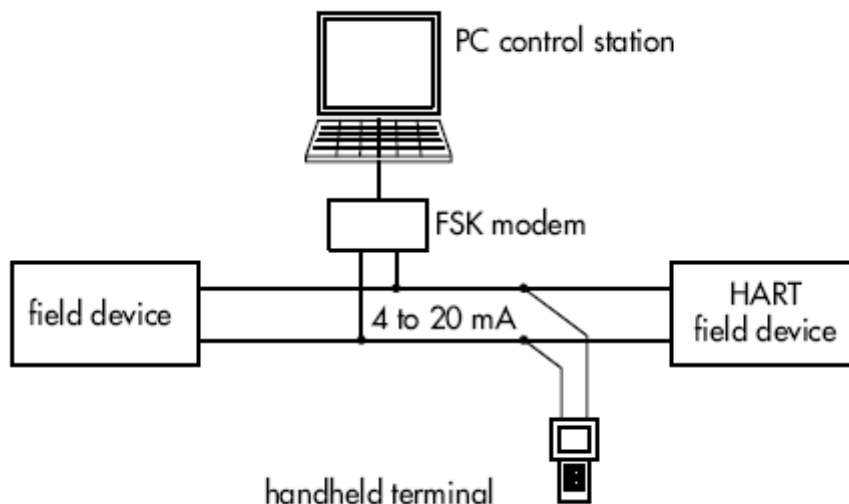 PC control station
FSK modem
field device
4 to 20 mA
HART
field device
handheld terminal